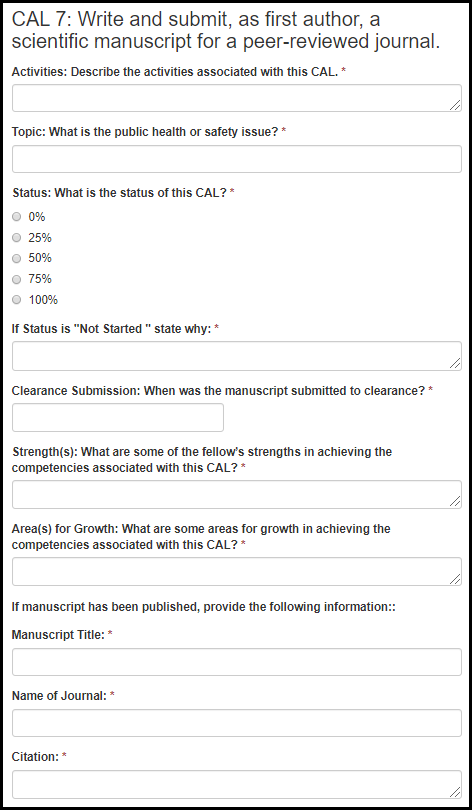 CAL 7: Write and submit, as first author, a
scientific manuscript for a peer-reviewed journal.
Activities: Describe the activities associated with this CAL. *
Topic: What is the public health or safety issue? *
Status: What is the status of this CAL? *
0%
25%
50%
75%
100%
If Status is "Not Started " state why: *
Clearance Submission: When was the manuscript submitted to clearance? *
Strength(s): What are some of the fellow's strengths in achieving the
competencies associated with this CAL? *
Area(s) for Growth: What are some areas for growth in achieving the
competencies associated with this CAL? *
If manuscript has been published, provide the following information::
Manuscript Title: *
Name of Journal: *
Citation: *